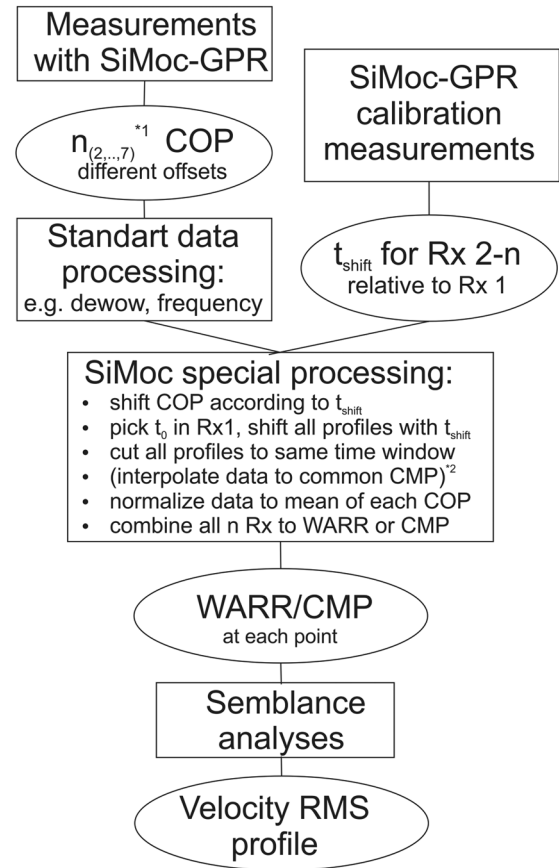 Measurements
with SiMoc-GPR
n(2,..,7)*1 COP
different offsets
Standart data
processing:
e.g. dewow, frequency
SiMoc-GPR
calibration
measurements
tshift for Rx 2-n
relative to Rx 1
SiMoc special processing:
• shift COP according to tshift
• pick t0 in Rx1, shift all profiles with tshift
• cut all profiles to same time window
• (interpolate data to common CMP)*2
• normalize data to mean of each COP
• combine all n Rx to WARR or CMP
WARR/CMP
at each point
Semblance
analyses
Velocity RMS
profile